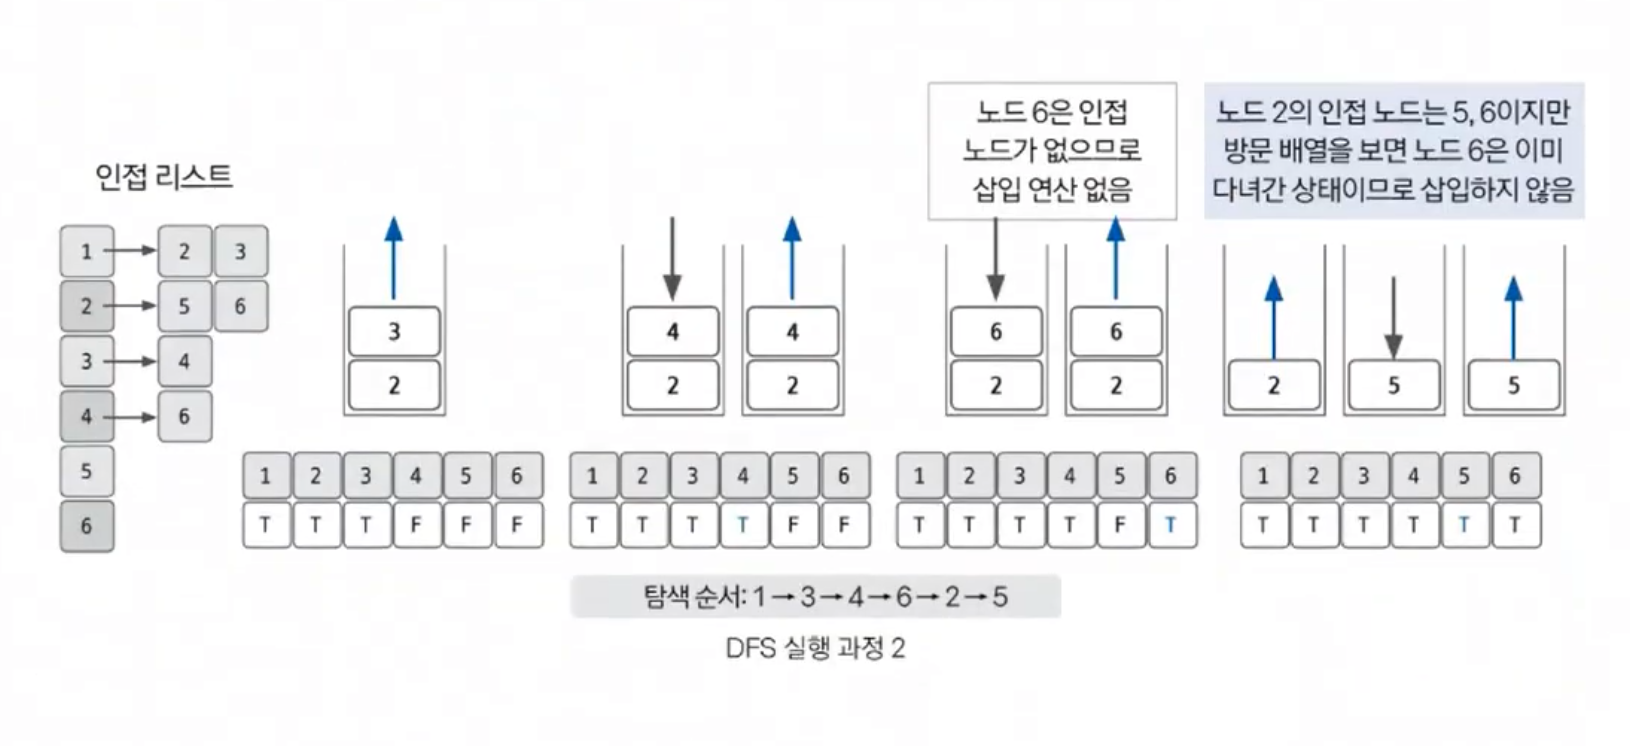 노드 6은 인접
노드가 없으므로
삽입 연산 없음
노드 2의 인접 노드는 5, 6이지만
방문 배열을 보면 노드 6은 이미
다녀간 상태이므로 삽입하지 않음
인접 리스트
1 → 2 3
2 → 5 6
3 → 4
4 → 6
5
6
3
2
4
2
4
2
6
2
6
2
2
5
5
1 2 3 4 5 6
T T T F F F
1 2 3 4 5 6
T T T T F F
1 2 3 4 5 6
T T T T F T
1 2 3 4 5 6
T T T T T T
탐색 순서: 1→3→4→6→2→5
DFS 실행 과정 2